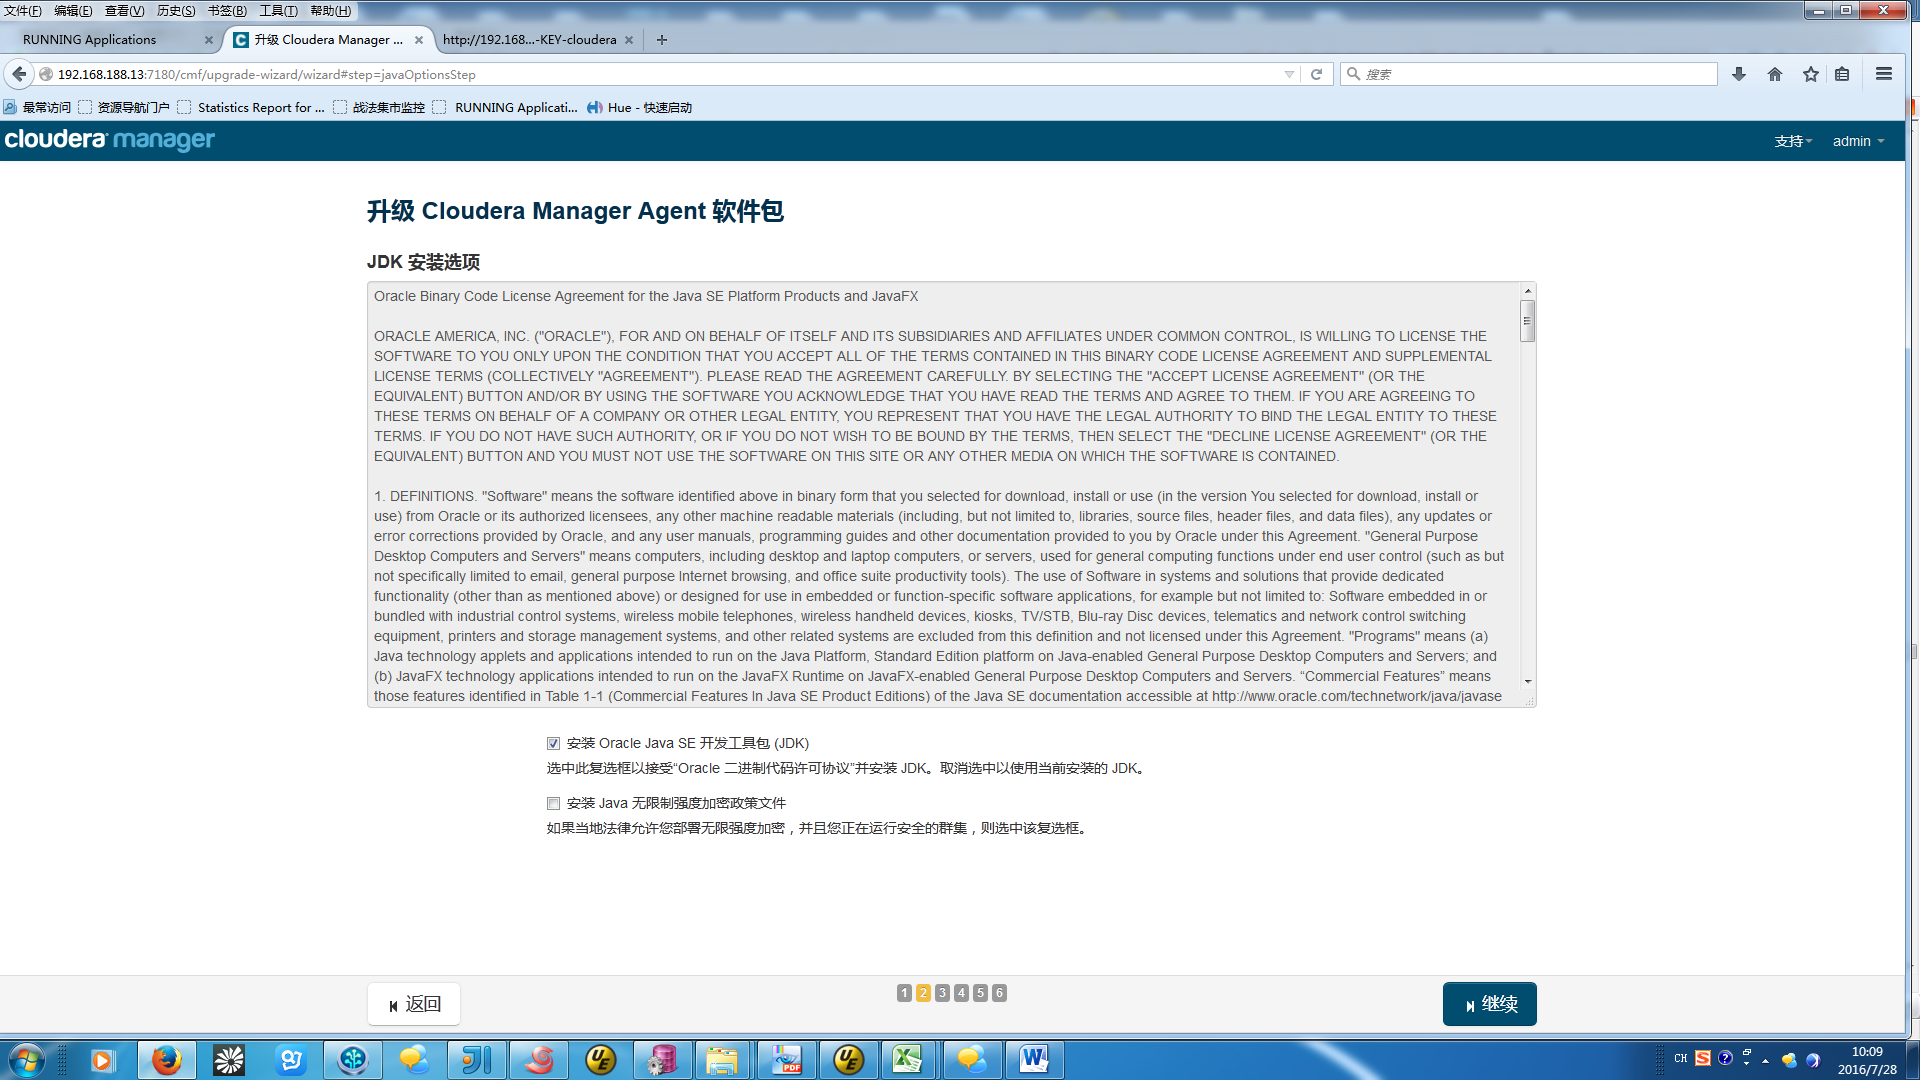 文件(F) 编辑(E) 查看(V) 历史(S) 书签(B) 工具(T) 帮助(H)
RUNNING Applications
升级 Cloudera Manager ...
http://192.168...-KEY-cloudera
192.168.188.13:7180/cmf/upgrade-wizard/wizard#step=javaOptionsStep
搜索
最常访问 资源导航门户 Statistics Report for ... 战法集市监控 RUNNING Applicati... Hue - 快速启动
cloudera manager
支持 admin
升级 Cloudera Manager Agent 软件包
JDK 安装选项
Oracle Binary Code License Agreement for the Java SE Platform Products and JavaFX
ORACLE AMERICA, INC. ("ORACLE"), FOR AND ON BEHALF OF ITSELF AND ITS SUBSIDIARIES AND AFFILIATES UNDER COMMON CONTROL, IS WILLING TO LICENSE THE
SOFTWARE TO YOU ONLY UPON THE CONDITION THAT YOU ACCEPT ALL OF THE TERMS CONTAINED IN THIS BINARY CODE LICENSE AGREEMENT AND SUPPLEMENTAL
LICENSE TERMS (COLLECTIVELY "AGREEMENT"). PLEASE READ THE AGREEMENT CAREFULLY. BY SELECTING THE "ACCEPT LICENSE AGREEMENT" (OR THE
EQUIVALENT) BUTTON AND/OR BY USING THE SOFTWARE YOU ACKNOWLEDGE THAT YOU HAVE READ THE TERMS AND AGREE TO THEM. IF YOU ARE AGREEING TO
THESE TERMS ON BEHALF OF A COMPANY OR OTHER LEGAL ENTITY, YOU REPRESENT THAT YOU HAVE THE LEGAL AUTHORITY TO BIND THE LEGAL ENTITY TO THESE
TERMS. IF YOU DO NOT HAVE SUCH AUTHORITY, OR IF YOU DO NOT WISH TO BE BOUND BY THE TERMS, THEN SELECT THE "DECLINE LICENSE AGREEMENT" (OR THE
EQUIVALENT) BUTTON AND YOU MUST NOT USE THE SOFTWARE ON THIS SITE OR ANY OTHER MEDIA ON WHICH THE SOFTWARE IS CONTAINED.
1. DEFINITIONS. "Software" means the software identified above in binary form that you selected for download, install or use (in the version You selected for download, install or
use) from Oracle or its authorized licensees, any other machine readable materials (including, but not limited to, libraries, source files, header files, and data files), any updates or
error corrections provided by Oracle, and any user manuals, programming guides and other documentation provided to you by Oracle under this Agreement. "General Purpose
Desktop Computers and Servers" means computers, including desktop and laptop computers, or servers, used for general computing functions under end user control (such as but
not specifically limited to email, general purpose Internet browsing, and office suite productivity tools). The use of Software in systems and solutions that provide dedicated
functionality (other than as mentioned above) or designed for use in embedded or function-specific software applications, for example but not limited to: Software embedded in or
bundled with industrial control systems, wireless mobile telephones, wireless handheld devices, kiosks, TV/STB, Blu-ray Disc devices, telematics and network control switching
equipment, printers and storage management systems, and other related systems are excluded from this definition and not licensed under this Agreement. "Programs" means (a)
Java technology applets and applications intended to run on the Java Platform, Standard Edition platform on Java-enabled General Purpose Desktop Computers and Servers; and
(b) JavaFX technology applications intended to run on the JavaFX Runtime on JavaFX-enabled General Purpose Desktop Computers and Servers. “Commercial Features” means
those features identified in Table 1-1 (Commercial Features In Java SE Product Editions) of the Java SE documentation accessible at http://www.oracle.com/technetwork/java/javase
安装 Oracle Java SE 开发工具包 (JDK)
选中此复选框以接受“Oracle 二进制代码许可协议”并安装 JDK。取消选中以使用当前安装的 JDK。
安装 Java 无限制强度加密政策文件
如果当地法律允许您部署无限强度加密，并且您正在运行安全的群集，则选中该复选框。
返回
1 2 3 4 5 6
继续
CH
10:09
2016/7/28